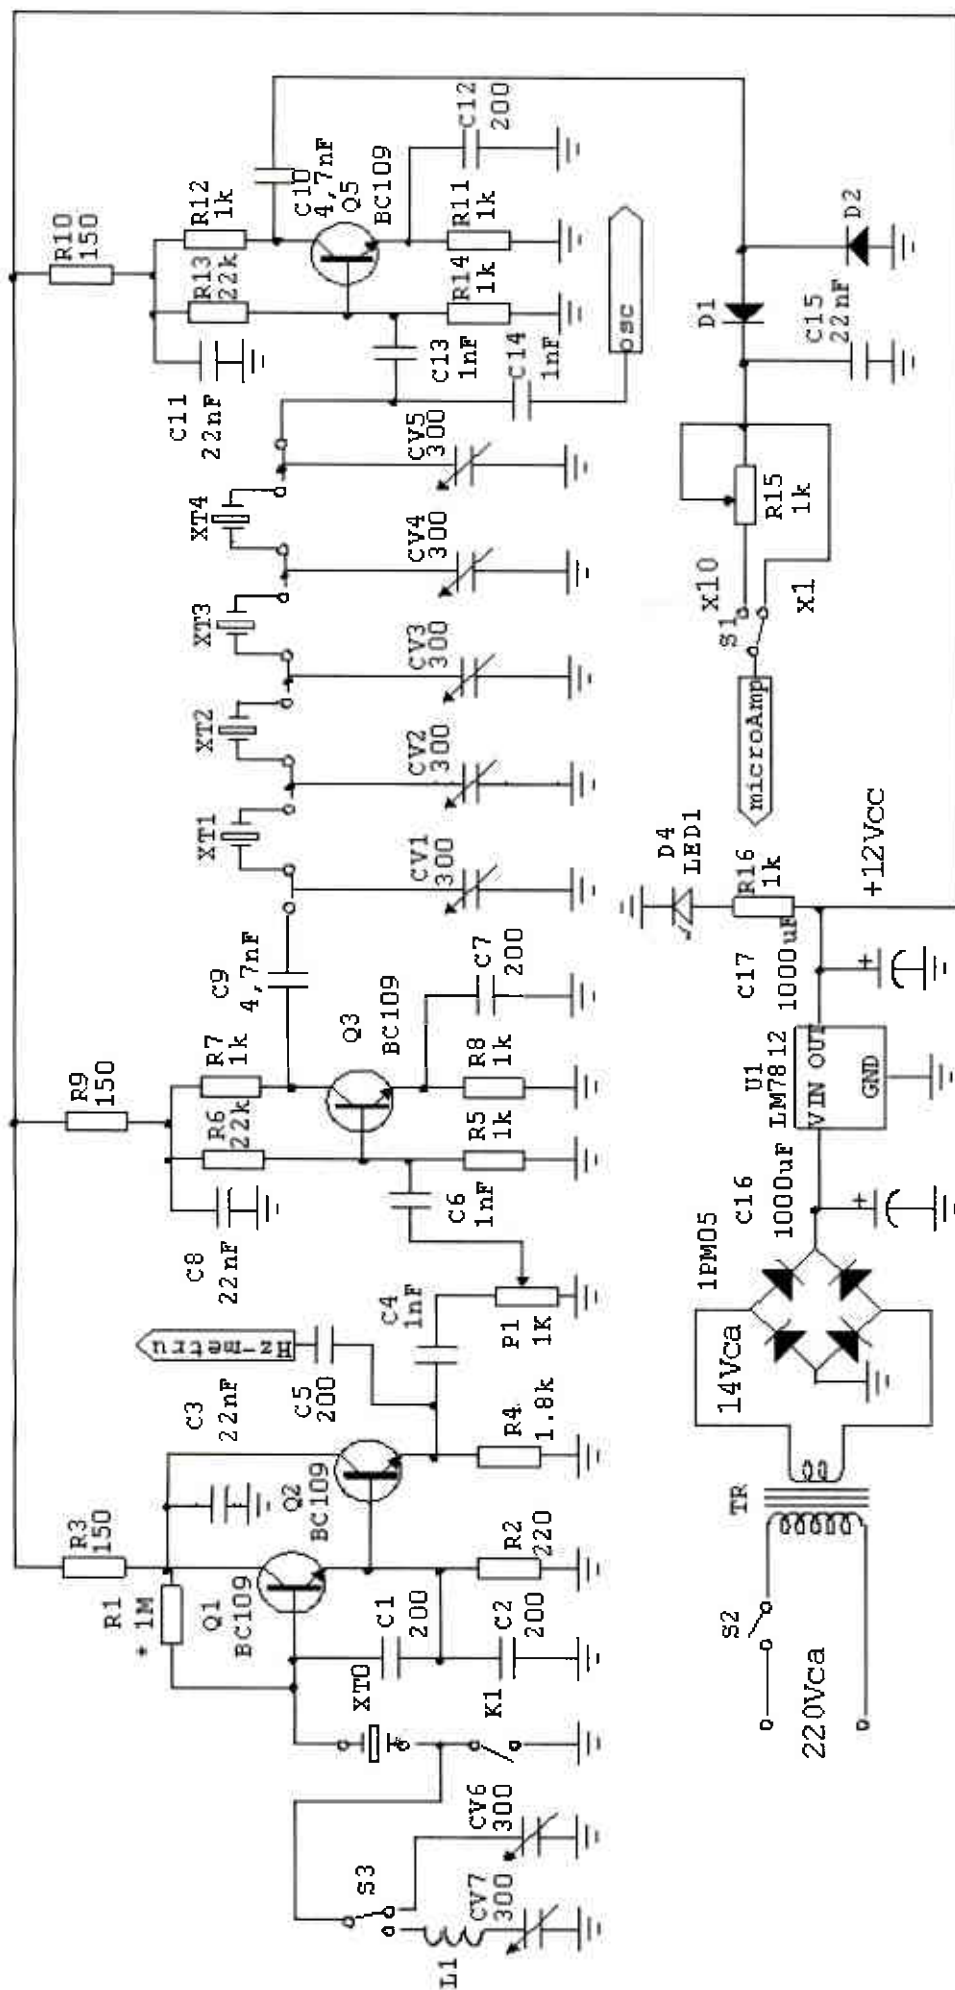 R3
150
R1
* 1M
Q1
BC109
C3
22nF
Q2
BC109
Hz-metru
C5
200
XT0
C1
200
C2
200
R2
220
R4
1.8k
K1
S3
L1
CV7
300
CV6
300
C4
1nF
P1
1K
R9
150
C8
22nF
R6
22k
R7
1k
C6
1nF
R5
1k
Q3
BC109
R8
1k
C7
200
C9
4,7nF
XT1
XT2
XT3
XT4
CV1
300
CV2
300
CV3
300
CV4
300
CV5
300
R10
150
C11
22nF
R13
22k
R12
1k
C10
4,7nF
Q5
BC109
C13
1nF
C14
1nF
OSC
R14
1k
R11
1k
C12
200
S2
220Vca
TR
14Vca
1PM05
C16
1000uF
+
U1
LM7812
VIN OUT
GND
C17
1000uF
+
D4
LED1
R16
1k
+12Vcc
microAmp
S1
x10
x1
R15
1k
D1
C15
22nF
D2